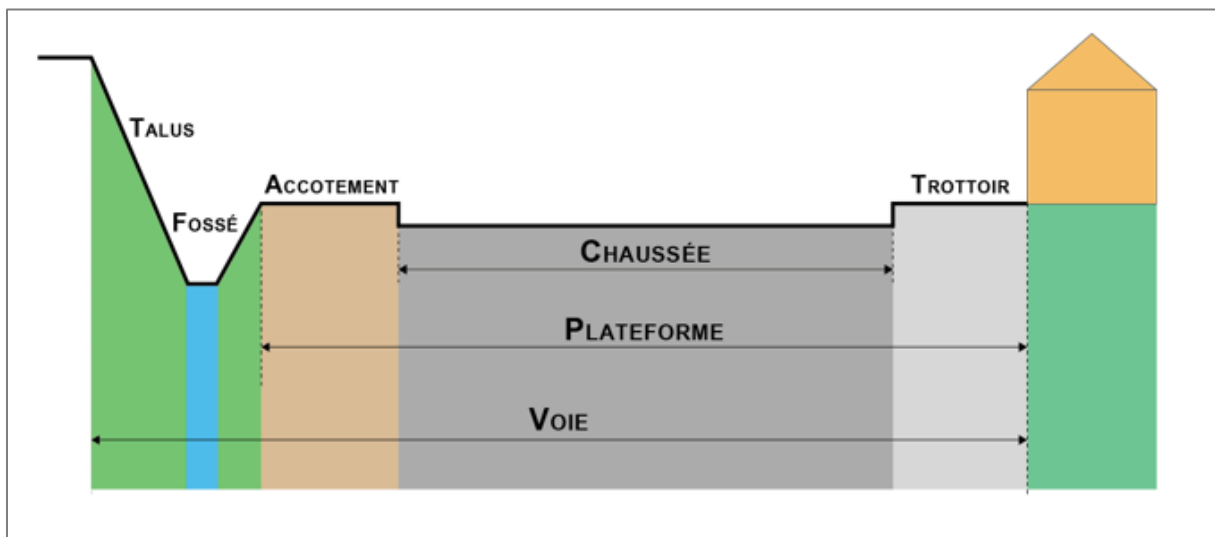 TALUS
FOSSÉ
ACCOTEMENT
TROTTOIR
CHAUSSÉE
PLATEFORME
VOIE